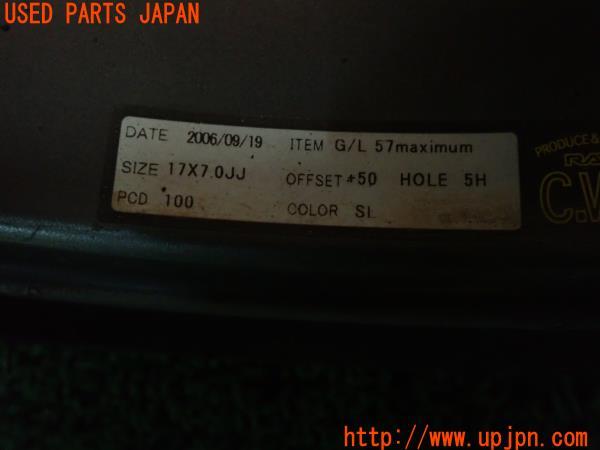 USED PARTS JAPAN
DATE 2006/09/19 ITEM G/L 57maximum
SIZE 17X7.0JJ OFFSET +50 HOLE 5H
PCD 100 COLOR SL
PRODUCE &
http://www.upjpn.com